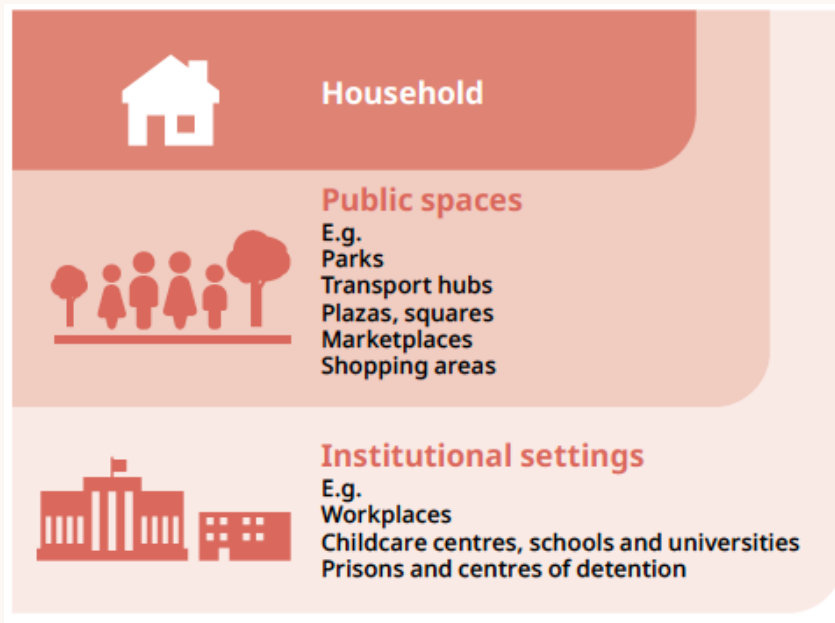 Household
Public spaces
E.g.
Parks
Transport hubs
Plazas, squares
Marketplaces
Shopping areas
Institutional settings
E.g.
Workplaces
Childcare centres, schools and universities
Prisons and centres of detention